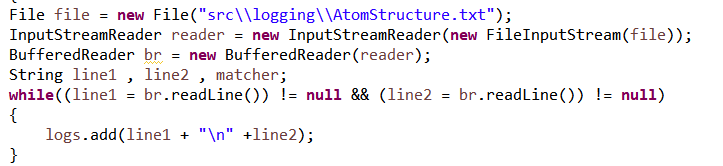 File file = new File("src\\logging\\AtomStructure.txt");
InputStreamReader reader = new InputStreamReader(new FileInputStream(file));
BufferedReader br = new BufferedReader(reader);
String line1 , line2 , matcher;
while((line1 = br.readLine()) != null && (line2 = br.readLine()) != null)
{
    logs.add(line1 + "\n" +line2);
}